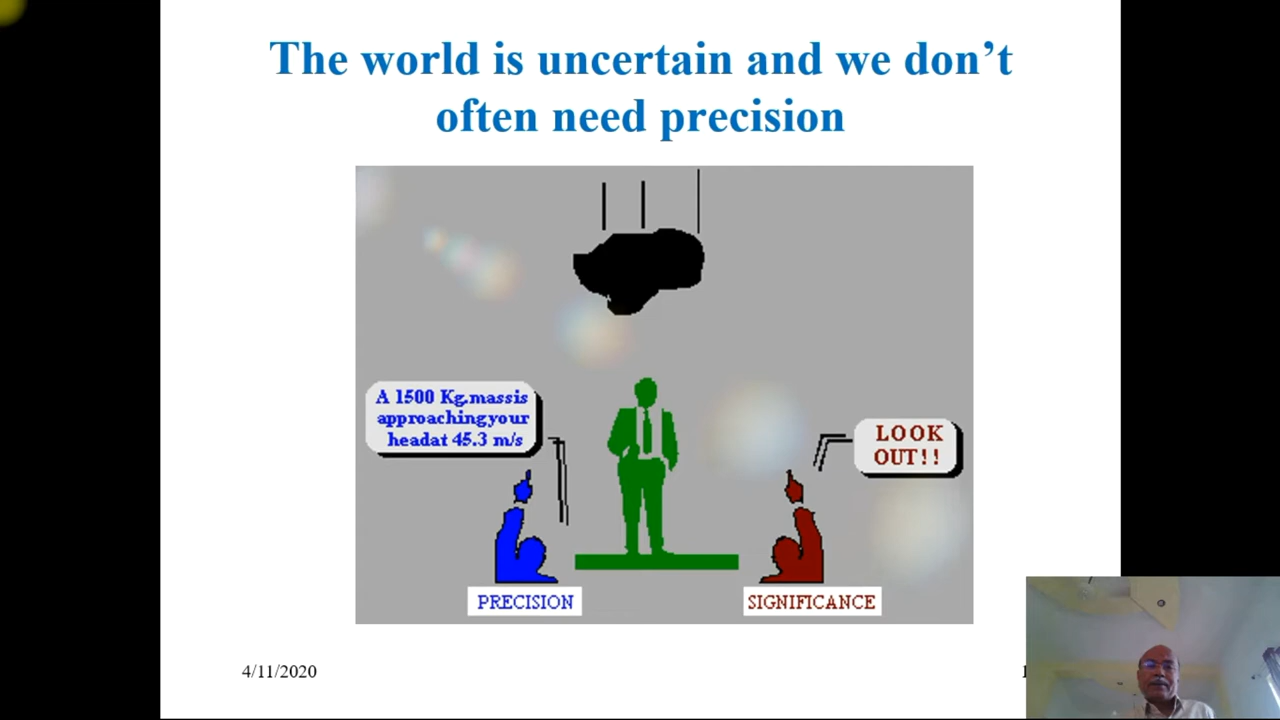 The world is uncertain and we don’t
often need precision
A 1500 Kg.massis
approachingyour
headat 45.3 m/s
LOOK
OUT!!
PRECISION
SIGNIFICANCE
4/11/2020